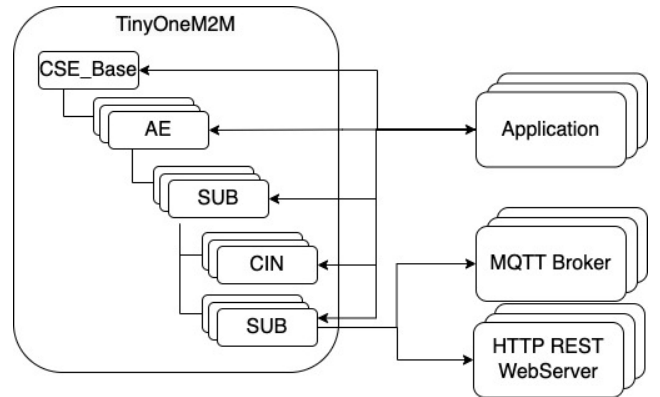 TinyOneM2M
CSE_Base
AE
Application
SUB
CIN
MQTT Broker
SUB
HTTP REST
WebServer